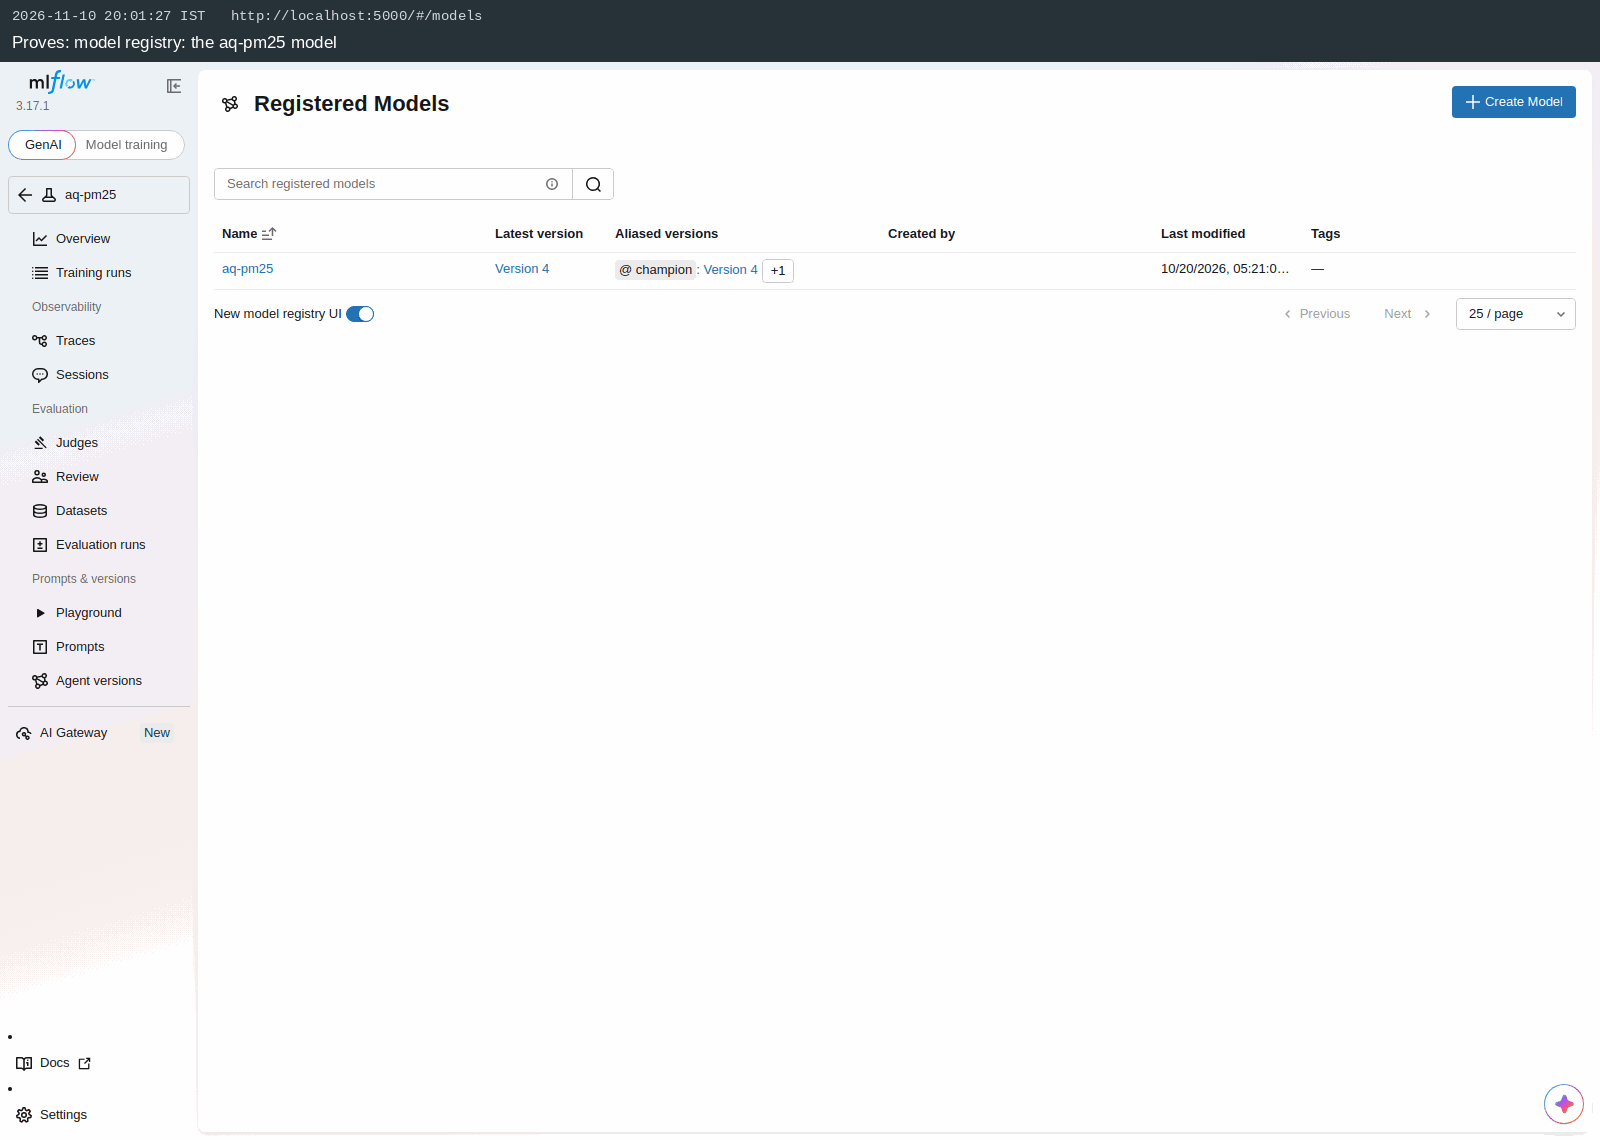 2026-11-10 20:01:27 IST http://localhost:5000/#/models
Proves: model registry: the aq-pm25 model
mlflow
3.17.1
GenAI
Model training
aq-pm25
Overview
Training runs
Observability
Traces
Sessions
Evaluation
Judges
Review
Datasets
Evaluation runs
Prompts & versions
Playground
Prompts
Agent versions
AI Gateway New
Docs
Settings
Registered Models
Create Model
Search registered models
Name Latest version Aliased versions Created by Last modified Tags
aq-pm25 Version 4 @ champion : Version 4 +1 10/20/2026, 05:21:0… —
New model registry UI
Previous Next 25 / page